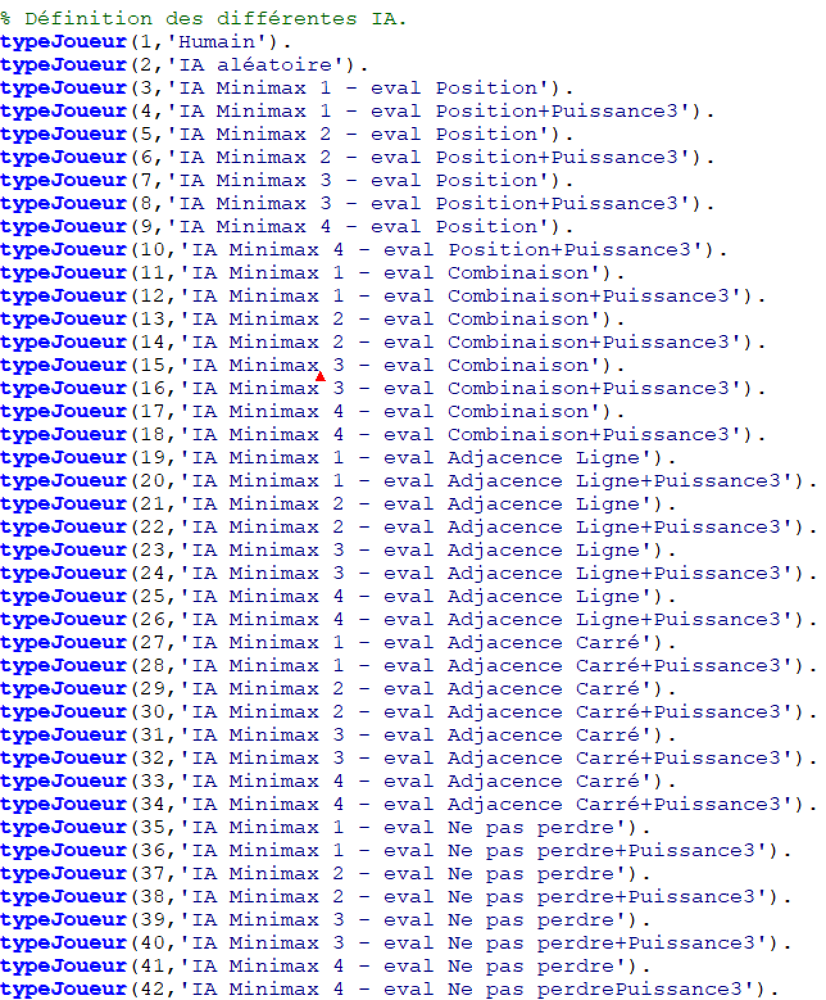 % Définition des différentes IA.
typeJoueur(1,'Humain').
typeJoueur(2,'IA aléatoire').
typeJoueur(3,'IA Minimax 1 - eval Position').
typeJoueur(4,'IA Minimax 1 - eval Position+Puissance3').
typeJoueur(5,'IA Minimax 2 - eval Position').
typeJoueur(6,'IA Minimax 2 - eval Position+Puissance3').
typeJoueur(7,'IA Minimax 3 - eval Position').
typeJoueur(8,'IA Minimax 3 - eval Position+Puissance3').
typeJoueur(9,'IA Minimax 4 - eval Position').
typeJoueur(10,'IA Minimax 4 - eval Position+Puissance3').
typeJoueur(11,'IA Minimax 1 - eval Combinaison').
typeJoueur(12,'IA Minimax 1 - eval Combinaison+Puissance3').
typeJoueur(13,'IA Minimax 2 - eval Combinaison').
typeJoueur(14,'IA Minimax 2 - eval Combinaison+Puissance3').
typeJoueur(15,'IA Minimax 3 - eval Combinaison').
typeJoueur(16,'IA Minimax 3 - eval Combinaison+Puissance3').
typeJoueur(17,'IA Minimax 4 - eval Combinaison').
typeJoueur(18,'IA Minimax 4 - eval Combinaison+Puissance3').
typeJoueur(19,'IA Minimax 1 - eval Adjacence Ligne').
typeJoueur(20,'IA Minimax 1 - eval Adjacence Ligne+Puissance3').
typeJoueur(21,'IA Minimax 2 - eval Adjacence Ligne').
typeJoueur(22,'IA Minimax 2 - eval Adjacence Ligne+Puissance3').
typeJoueur(23,'IA Minimax 3 - eval Adjacence Ligne').
typeJoueur(24,'IA Minimax 3 - eval Adjacence Ligne+Puissance3').
typeJoueur(25,'IA Minimax 4 - eval Adjacence Ligne').
typeJoueur(26,'IA Minimax 4 - eval Adjacence Ligne+Puissance3').
typeJoueur(27,'IA Minimax 1 - eval Adjacence Carré').
typeJoueur(28,'IA Minimax 1 - eval Adjacence Carré+Puissance3').
typeJoueur(29,'IA Minimax 2 - eval Adjacence Carré').
typeJoueur(30,'IA Minimax 2 - eval Adjacence Carré+Puissance3').
typeJoueur(31,'IA Minimax 3 - eval Adjacence Carré').
typeJoueur(32,'IA Minimax 3 - eval Adjacence Carré+Puissance3').
typeJoueur(33,'IA Minimax 4 - eval Adjacence Carré').
typeJoueur(34,'IA Minimax 4 - eval Adjacence Carré+Puissance3').
typeJoueur(35,'IA Minimax 1 - eval Ne pas perdre').
typeJoueur(36,'IA Minimax 1 - eval Ne pas perdre+Puissance3').
typeJoueur(37,'IA Minimax 2 - eval Ne pas perdre').
typeJoueur(38,'IA Minimax 2 - eval Ne pas perdre+Puissance3').
typeJoueur(39,'IA Minimax 3 - eval Ne pas perdre').
typeJoueur(40,'IA Minimax 3 - eval Ne pas perdre+Puissance3').
typeJoueur(41,'IA Minimax 4 - eval Ne pas perdre').
typeJoueur(42,'IA Minimax 4 - eval Ne pas perdrePuissance3').